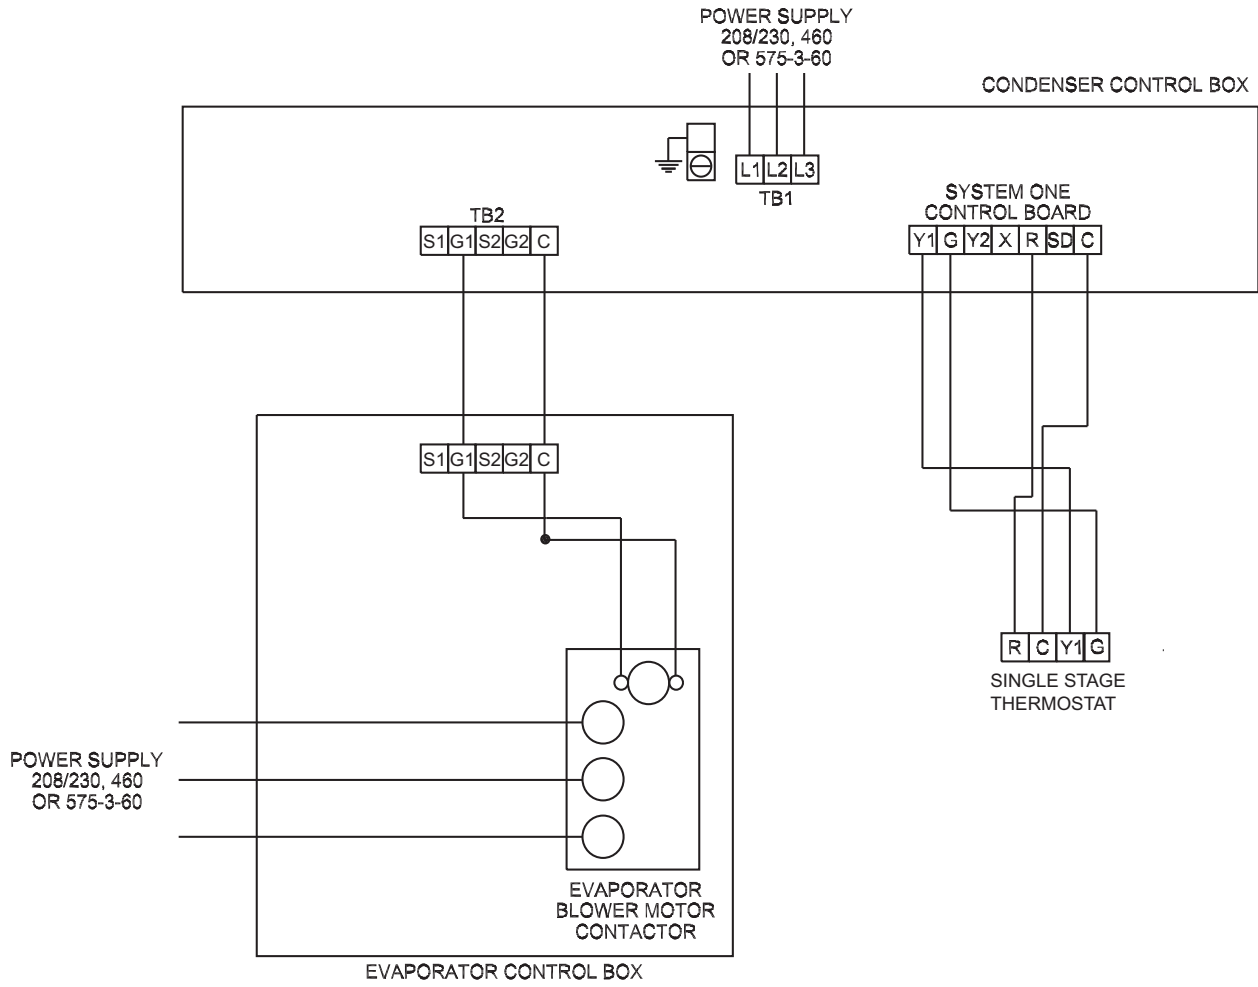 POWER SUPPLY
208/230, 460
OR 575-3-60
CONDENSER CONTROL BOX
L1 L2 L3
TB1
SYSTEM ONE
CONTROL BOARD
Y1 G Y2 X R SD C
TB2
S1 G1 S2 G2 C
S1 G1 S2 G2 C
R C Y1 G
SINGLE STAGE
THERMOSTAT
POWER SUPPLY
208/230, 460
OR 575-3-60
EVAPORATOR
BLOWER MOTOR
CONTACTOR
EVAPORATOR CONTROL BOX